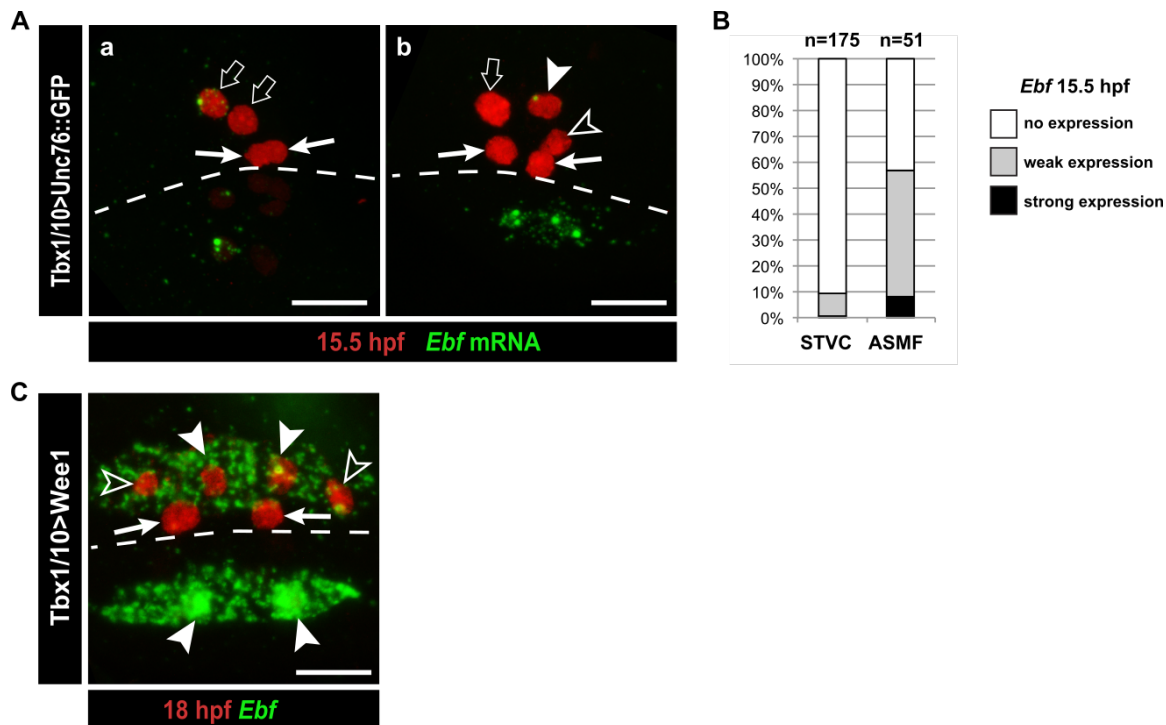 A
Tbx1/10>Unc76::GFP
a
b
15.5 hpf Ebf mRNA
B
n=175 n=51
100%
90%
80%
70%
60%
50%
40%
30%
20%
10%
0%
STVC ASMF
Ebf 15.5 hpf
no expression
weak expression
strong expression
C
Tbx1/10>Wee1
18 hpf Ebf